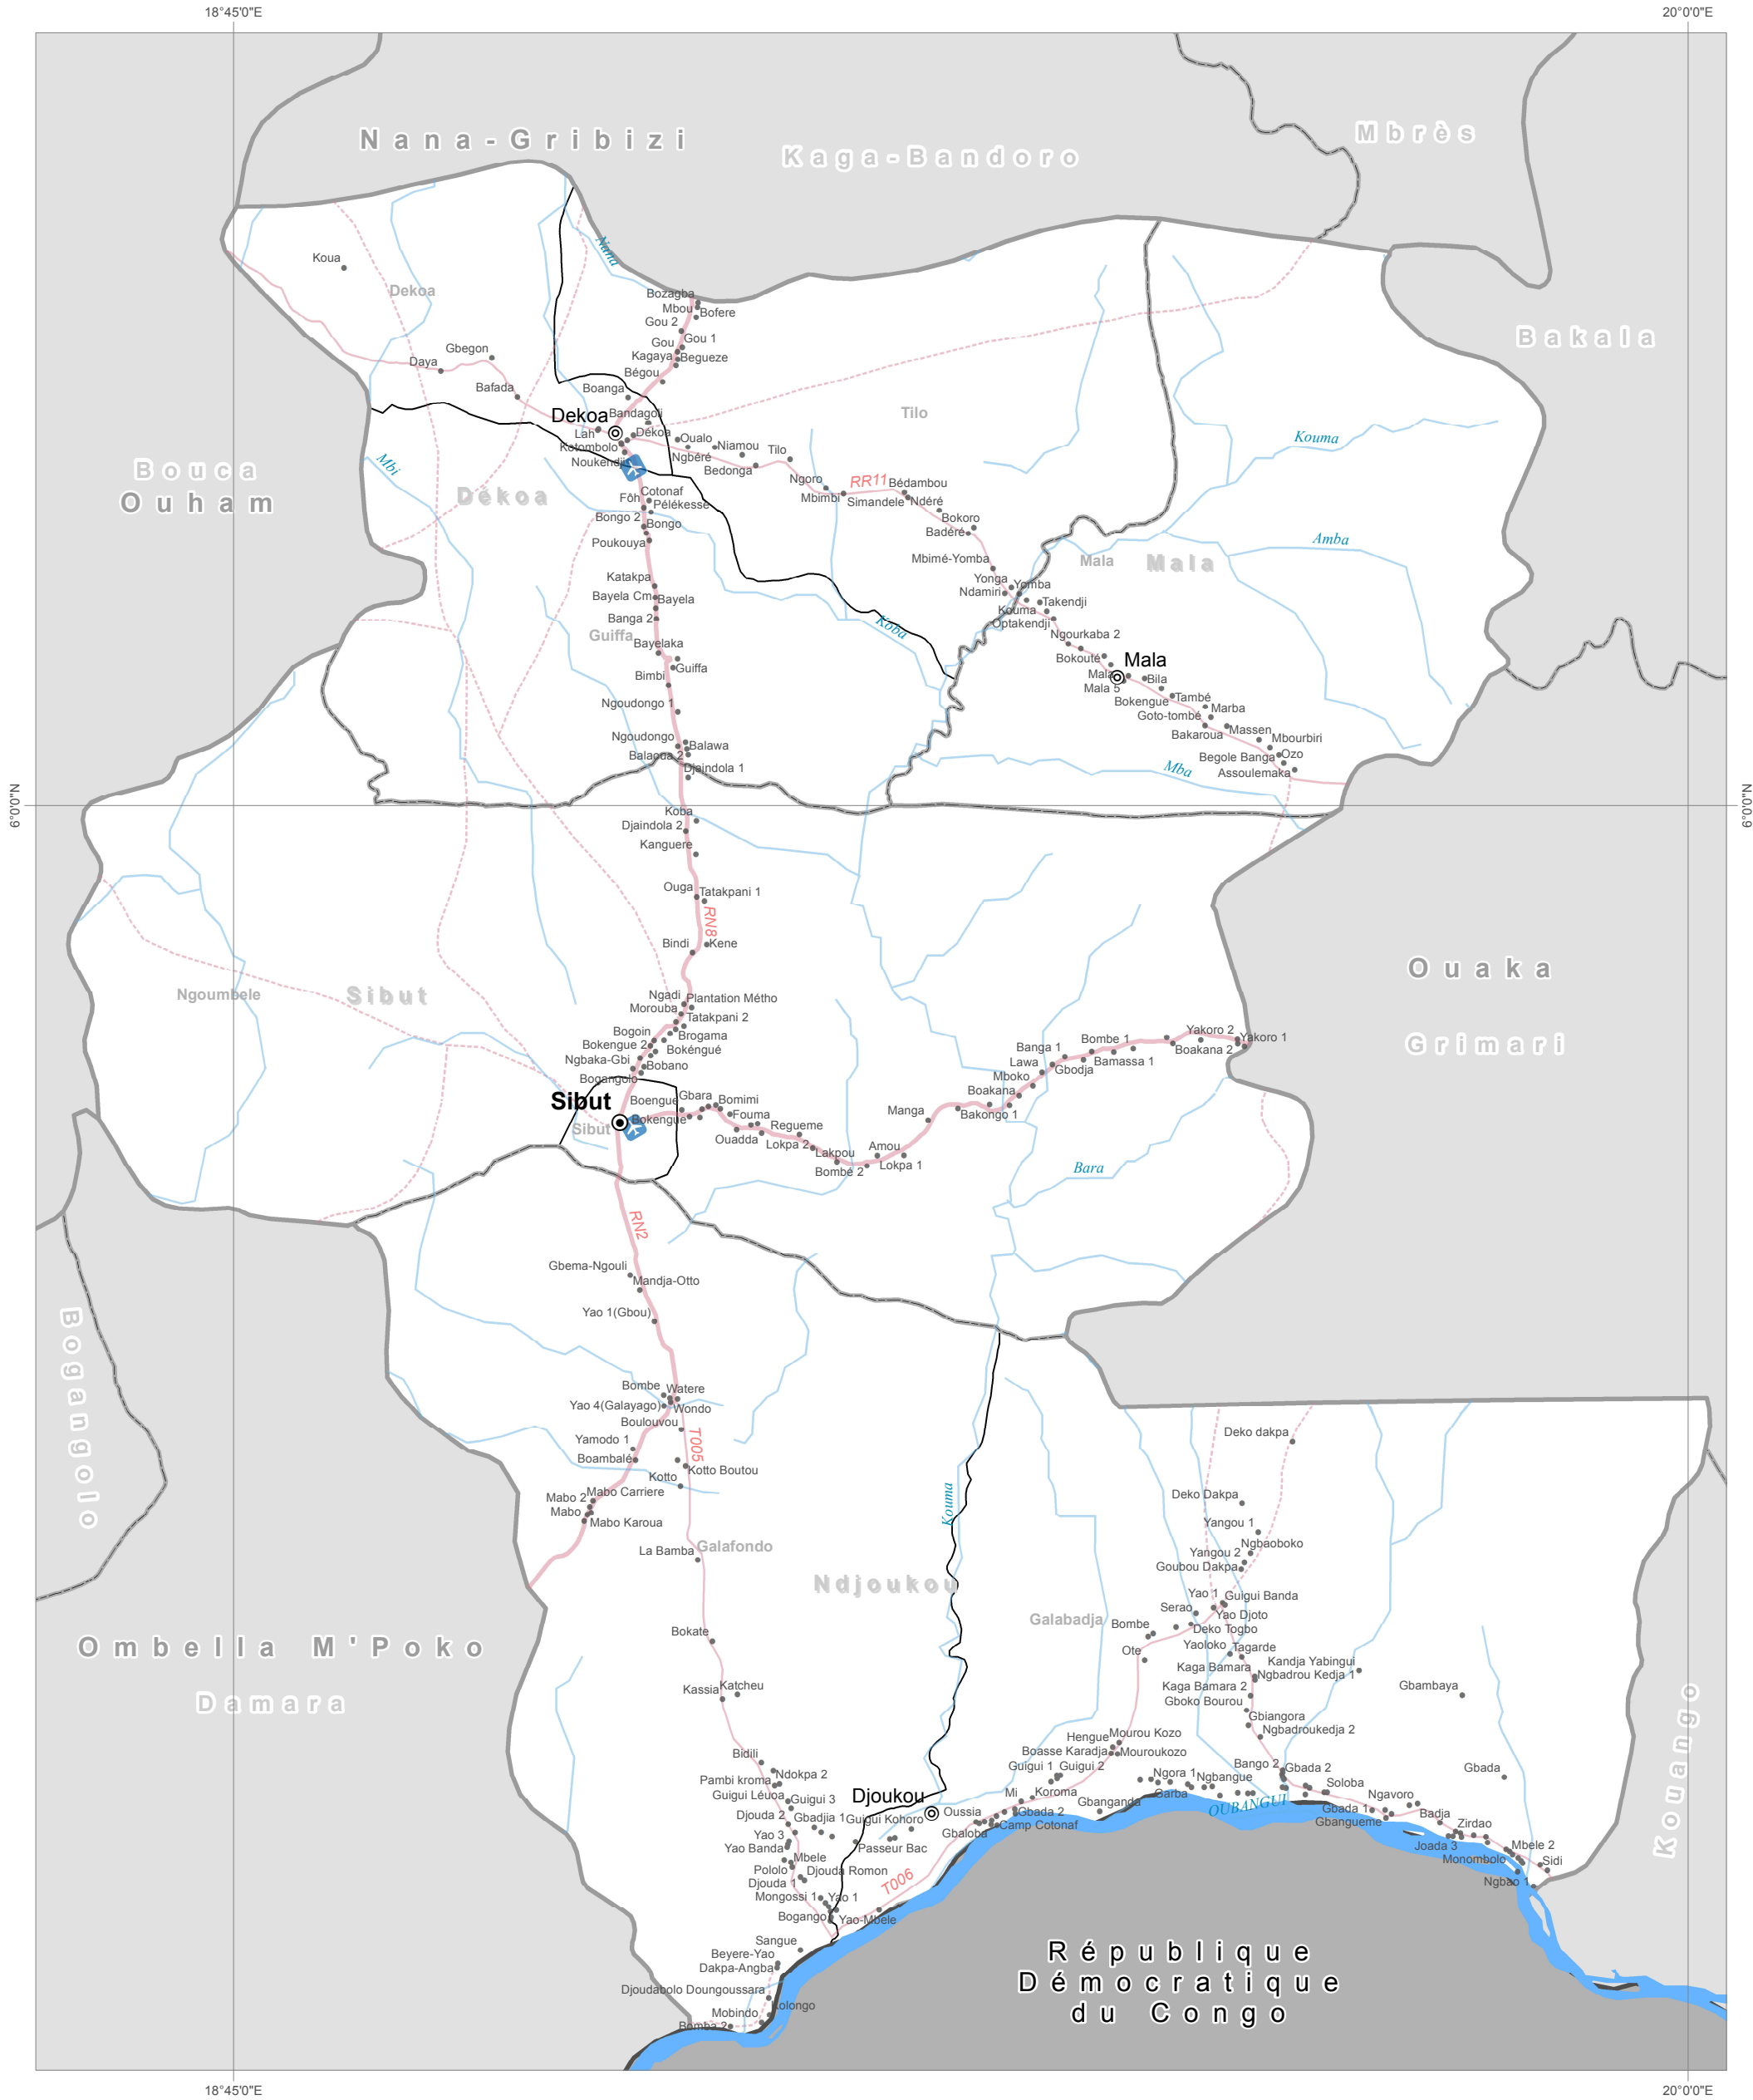 18°45'0"E
20°0'0"E
Nana-Gribizi
Kaga-Bandoro
Mbrès
Koua
Dekoa
Nana
Bozagba
Mbou
Bofere
Gou 2
Gou 1
Gou
Kagaya
Begueze
Bégou
Bakala
Gbegon
Daya
Bafada
Boanga
Dekoa
Bandagoli
Tilo
Lah
Dékoa
Kotombolo
Oualo
Niamou
Tilo
Ngbéré
Noukendji
Bedonga
Kouma
Mbi
Bouca
Ouham
Dékoa
Ngoro
RR11
Bédambou
Mbimbi
Simandele
Ndéré
Cotonaf
Fôh
Pélékesse
Bongo 2
Bongo
Bokoro
Badéré
Poukouya
Amba
Mbimé-Yomba
Mala
Mala
Katakpa
Yonga
Yomba
Ndamiri
Bayela Cm
Bayela
Takendji
Kouma
Banga 2
Optakendji
Koba
Guiffa
Bayelaka
Ngourkaba 2
Bokouté
Mala
Guiffa
Bimbi
Mala
Bila
Mala 5
Bokengue
També
Ngoudongo 1
Goto-tombé
Marba
Bakaroua
Massen
Ngoudongo
Balawa
Mbourbiri
Balaoua 2
Begole Banga
Ozo
Djaindola 1
Mba
Assoulemaka
6°0'0"N
6°0'0"N
Koba
Djaindola 2
Kanguere
Ouga
Tatakpani 1
RN8
Bindi
Kene
Ouaka
Ngoumbele
Sibut
Ngadi
Plantation Métho
Morouba
Tatakpani 2
Bogoin
Brogama
Bokengue 2
Bokéngué
Ngbaka-Gbi
Bobano
Bogangolo
Grimari
Yakoro 2
Yakoro 1
Bombe 1
Banga 1
Boakana 2
Lawa
Bamassa 1
Gbodja
Mboko
Boakana
Sibut
Boengue
Gbara
Bomimi
Bokengue
Fouma
Manga
Bakongo 1
Sibut
Regueme
Ouadda
Lokpa 2
Lakpou
Amou
Bombe 2
Lokpa 1
Bara
RN2
Gbema-Ngouli
Mandja-Otto
Yao 1(Gbou)
Bogangolo
Bombe
Watere
Yao 4(Galayago)
Wondo
Boulouvou
Yamodo 1
T005
Boambalé
Kotto Boutou
Kotto
Mabo 2
Mabo Carriere
Mabo
Mabo Karoua
Kouma
Deko dakpa
Deko Dakpa
Yangou 1
Ngbaoboko
Yangou 2
Goubou Dakpa
La Bamba
Galafondo
Ndjoukou
Galabadja
Yao 1
Guigui Banda
Serao
Yao Djoto
Bombe
Deko Togbo
Bokate
Ombella M'Poko
Ote
Yaoloko
Tagarde
Kaga Bamara
Kandja Yabingui
Ngbadrou Kedja 1
Kassia
Katcheu
Kaga Bamara 2
Gbambaya
Damara
Gboko Bourou
Gbiangora
Ngbadroukedja 2
Hengue
Mourou Kozo
Boasse Karadja
Mouroukozo
Kouango
Bidili
Guigui 1
Guigui 2
Bango 2
Gbada 2
Gbada
Ndokpa 2
Pambi kroma
Ngora 1
Ngbangue
Soloba
Guigui Léuoa
Guigui 3
Djoukou
Mi
Koroma
Garba
Ngavoro
Djouda 2
Gbadjia 1
Guigui Kohoro
Oussia
Gbada 2
Gbanganda
OUBANGUI
Gbada 1
Badja
Gbangueme
Yao 3
Gbaloba
Camp Cotonaf
Zirdao
Yao Banda
Passeur Bac
Joada 3
Mbele 2
Mbele
Monombolo
Sidi
Pololo
Djouda Romon
Djouda 1
T006
Ngbao 1
Mongossi 1
Yao 1
Bogango
Yao-Mbele
Sangue
Beyere-Yao
Dakpa-Angba
République
Démocratique
du Congo
Djoudabolo Doungoussara
Kolongo
Mobindo
Bomba 2
18°45'0"E
20°0'0"E